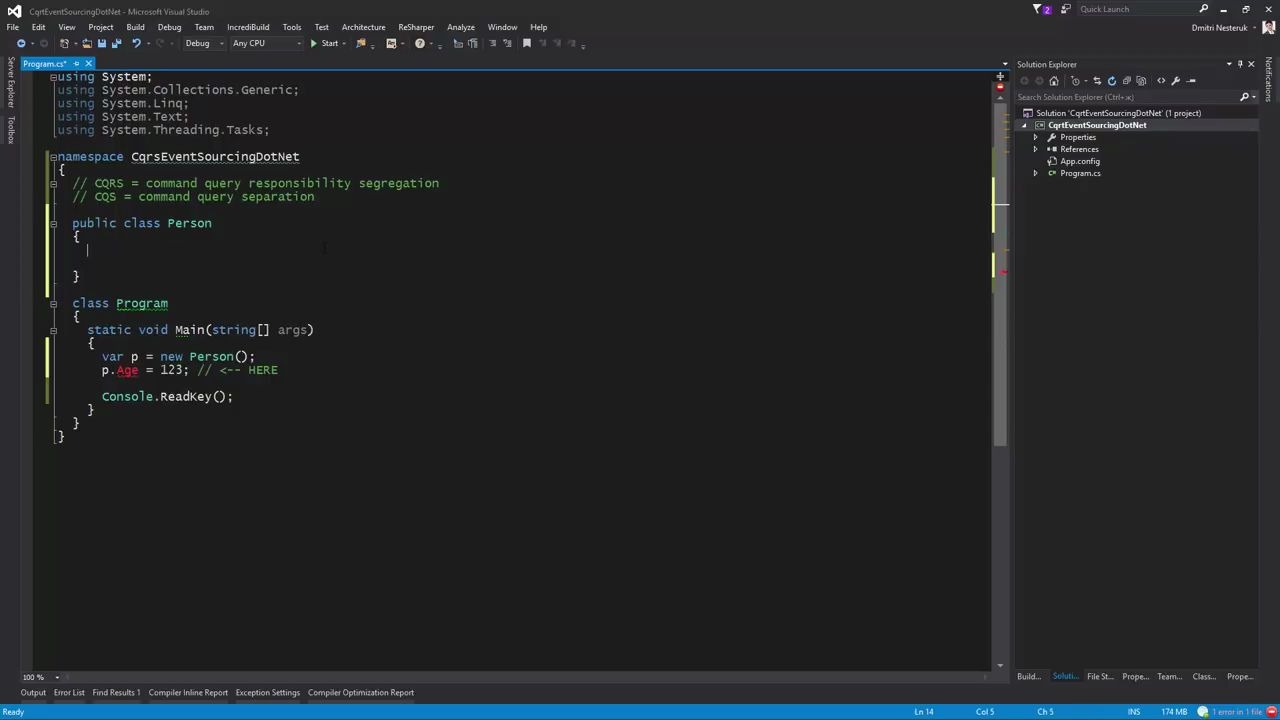 CqrtEventSourcingDotNet - Microsoft Visual Studio
2
Quick Launch
File Edit View Project Build Debug Team IncrediBuild Tools Test Architecture ReSharper Analyze Window Help
Dmitri Nesteruk
Debug Any CPU Start
Program.cs*
Solution Explorer
Server Explorer
Toolbox
Notifications
Search Solution Explorer (Ctrl+ж)
Solution 'CqrtEventSourcingDotNet' (1 project)
CqrtEventSourcingDotNet
Properties
References
App.config
Program.cs
using System;
using System.Collections.Generic;
using System.Linq;
using System.Text;
using System.Threading.Tasks;
namespace CqrsEventSourcingDotNet
{
// CQRS = command query responsibility segregation
// CQS = command query separation
public class Person
{
}
class Program
{
static void Main(string[] args)
{
var p = new Person();
p.Age = 123; // <-- HERE
Console.ReadKey();
}
}
}
100 %
Build... Soluti... File St... Prope... Team... Class... Prope...
Output Error List Find Results 1 Compiler Inline Report Exception Settings Compiler Optimization Report
Ready Ln 14 Col 5 Ch 5 INS 174 MB 1 error in 1 file